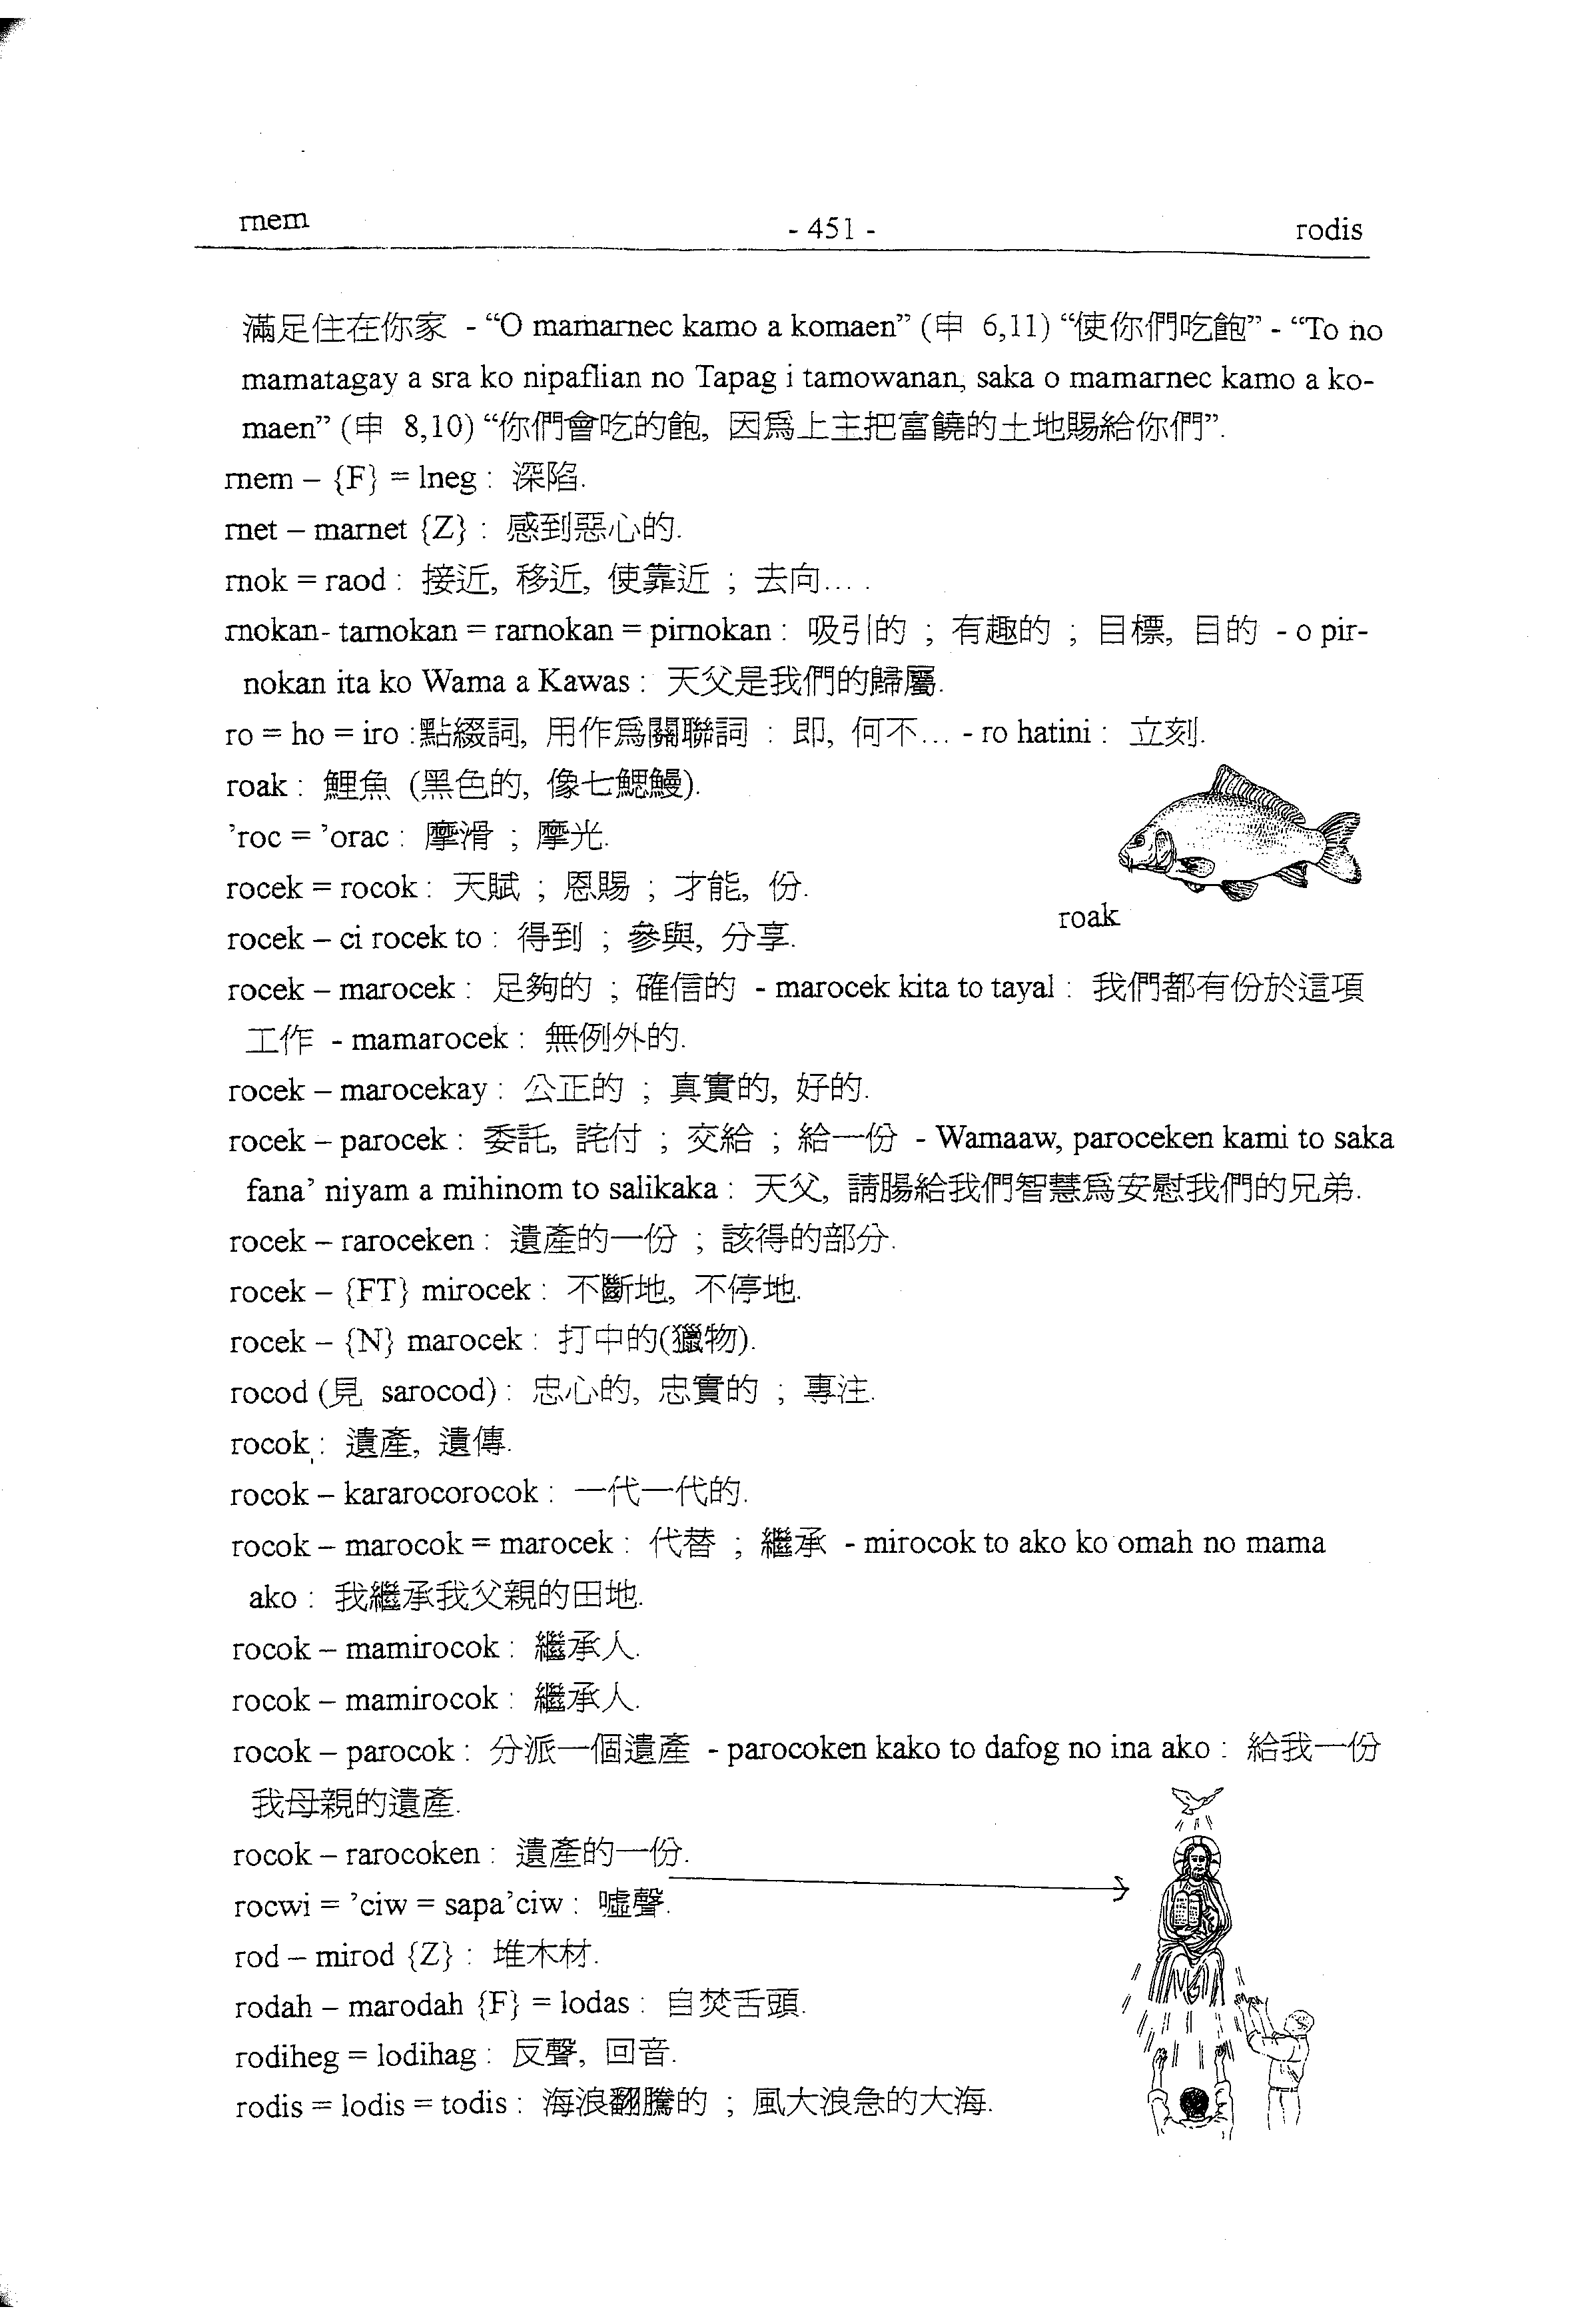 rnem - 451 - rodis
滿足住在你家 - “O mamarnec kamo a komaen” (申 6,11) “使你們吃飽” - “To no
mamatagay a sra ko nipaflian no Tapag i tamowanan, saka o mamarnec kamo a ko-
maen” (申 8,10) “你們會吃的飽, 因爲上主把富饒的土地賜給你們”.
rnem – {F} = lneg : 深陷.
rnet – marnet {Z} : 感到惡心的.
rnok = raod : 接近, 移近, 使靠近 ; 去向... .
rnokan- tarnokan = rarnokan = pirnokan : 吸引的 ; 有趣的 ; 目標, 目的 - o pir-
nokan ita ko Wama a Kawas : 天父是我們的歸屬.
ro = ho = iro :點綴詞, 用作爲關聯詞 : 即, 何不... - ro hatini : 立刻.
roak : 鯉魚 (黑色的, 像七鰓鰻).
’roc = ’orac : 摩滑 ; 摩光.
rocek = rocok : 天賦 ; 恩賜 ; 才能, 份.
roak
rocek – ci rocek to : 得到 ; 參與, 分享.
rocek – marocek : 足夠的 ; 確信的 - marocek kita to tayal : 我們都有份於這項
工作 - mamarocek : 無例外的.
rocek – marocekay : 公正的 ; 真實的, 好的.
rocek – parocek : 委託, 詫付 ; 交給 ; 給一份 - Wamaaw, paroceken kami to saka
fana’ niyam a mihinom to salikaka : 天父, 請腸給我們智慧爲安慰我們的兄弟.
rocek – raroceken : 遺產的一份 ; 該得的部分.
rocek – {FT} mirocek : 不斷地, 不停地.
rocek – {N} marocek : 打中的(獵物).
rocod (見 sarocod) : 忠心的, 忠實的 ; 專注.
rocok : 遺產, 遺傳.
rocok – kararocorocok : 一代一代的.
rocok – marocok = marocek : 代替 ; 繼承 - mirocok to ako ko omah no mama
ako : 我繼承我父親的田地.
rocok – mamirocok : 繼承人.
rocok – mamirocok : 繼承人.
rocok – parocok : 分派一個遺產 - parocoken kako to dafog no ina ako : 給我一份
我母親的遺產.
rocok – rarocoken : 遺產的一份.
rocwi = ’ciw = sapa’ciw : 噓聲.
rod – mirod {Z} : 堆木材.
rodah – marodah {F} = lodas : 自焚舌頭.
rodiheg = lodihag : 反聲, 回音.
rodis = lodis = todis : 海浪翻騰的 ; 風大浪急的大海.